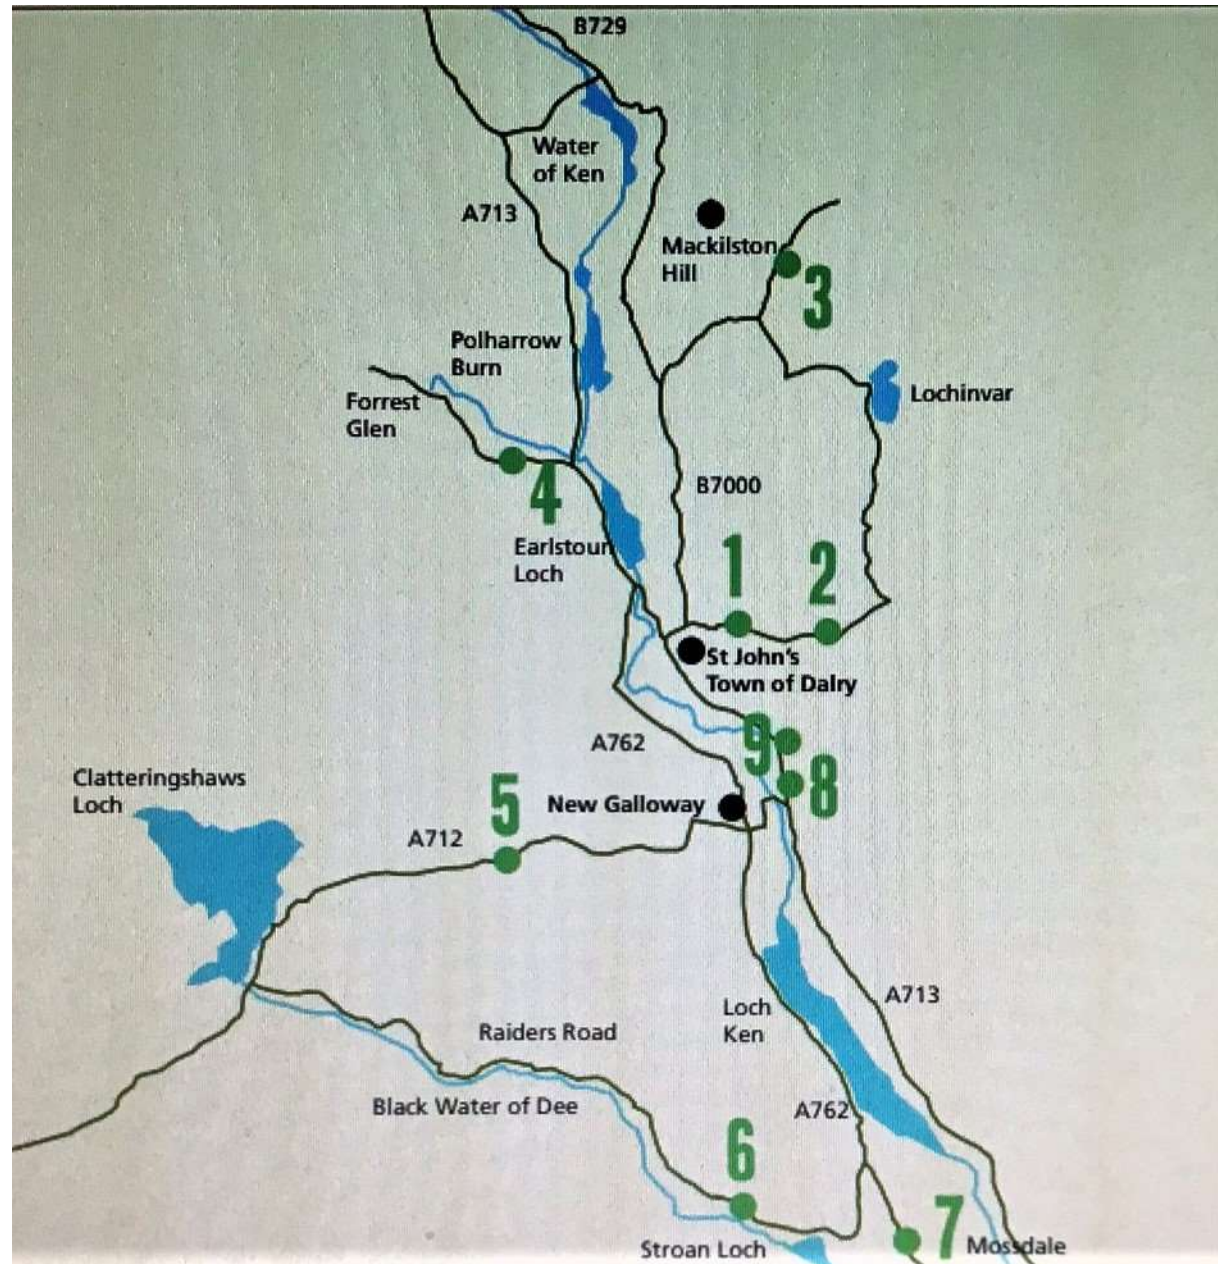 B729
Water
of Ken
A713
Mackilston
Hill
3
Polharrow
Burn
Forrest
Glen
Lochinvar
4
B7000
Earlstoun
Loch
1
2
St John's
Town of Dalry
A762
9
8
Clatteringshaws
Loch
5
New Galloway
A712
Loch
Ken
A713
Raiders Road
Black Water of Dee
A762
6
7
Mossdale
Stroan Loch